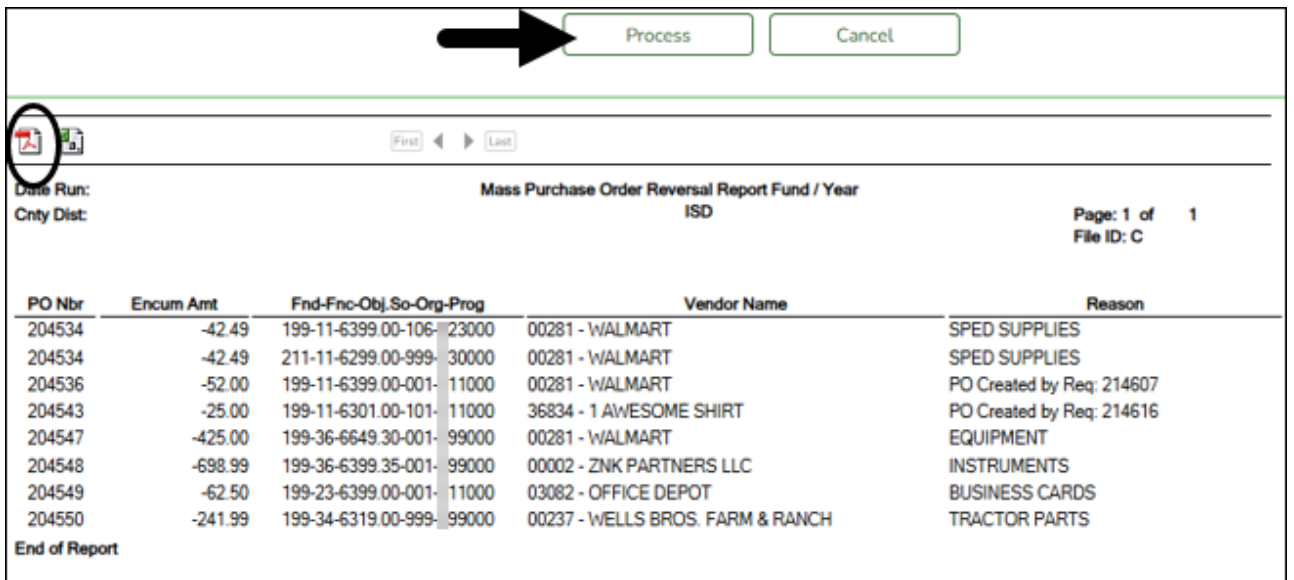 Process Cancel
First Last
Date Run: Mass Purchase Order Reversal Report Fund / Year
Cnty Dist: ISD Page: 1 of 1
File ID: C
PO Nbr Encum Amt Fnd-Fnc-Obj.So-Org-Prog Vendor Name Reason
204534 -42.49 199-11-6399.00-106- 23000 00281 - WALMART SPED SUPPLIES
204534 -42.49 211-11-6299.00-999- 30000 00281 - WALMART SPED SUPPLIES
204536 -52.00 199-11-6399.00-001- 11000 00281 - WALMART PO Created by Req: 214607
204543 -25.00 199-11-6301.00-101- 11000 36834 - 1 AWESOME SHIRT PO Created by Req: 214616
204547 -425.00 199-36-6649.30-001- 99000 00281 - WALMART EQUIPMENT
204548 -698.99 199-36-6399.35-001- 99000 00002 - ZNK PARTNERS LLC INSTRUMENTS
204549 -62.50 199-23-6399.00-001- 11000 03082 - OFFICE DEPOT BUSINESS CARDS
204550 -241.99 199-34-6319.00-999- 99000 00237 - WELLS BROS. FARM & RANCH TRACTOR PARTS
End of Report